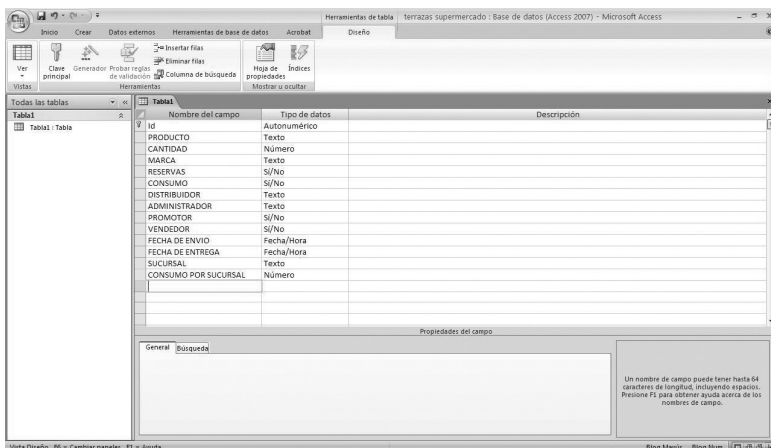 Herramientas de tabla terrazas supermercado : Base de datos (Access 2007) - Microsoft Access
Inicio Crear Datos externos Herramientas de base de datos Acrobat Diseño
Ver
Clave principal
Generador
Probar reglas de validación
Insertar filas
Eliminar filas
Columna de búsqueda
Hoja de propiedades
Índices
Vistas Herramientas Mostrar u ocultar
Todas las tablas
Tabla1
Tabla1 : Tabla
Tabla1
Nombre del campo Tipo de datos Descripción
Id Autonumérico
PRODUCTO Texto
CANTIDAD Número
MARCA Texto
RESERVAS Sí/No
CONSUMO Sí/No
DISTRIBUIDOR Texto
ADMINISTRADOR Texto
PROMOTOR Sí/No
VENDEDOR Sí/No
FECHA DE ENVIO Fecha/Hora
FECHA DE ENTREGA Fecha/Hora
SUCURSAL Texto
CONSUMO POR SUCURSAL Número
Propiedades del campo
General Búsqueda
Un nombre de campo puede tener hasta 64
caracteres de longitud, incluyendo espacios.
Presione F1 para obtener ayuda acerca de los
nombres de campo.
Vista Diseño F6 = Cambiar paneles F1 = Ayuda Bloq Mayús Bloq Num